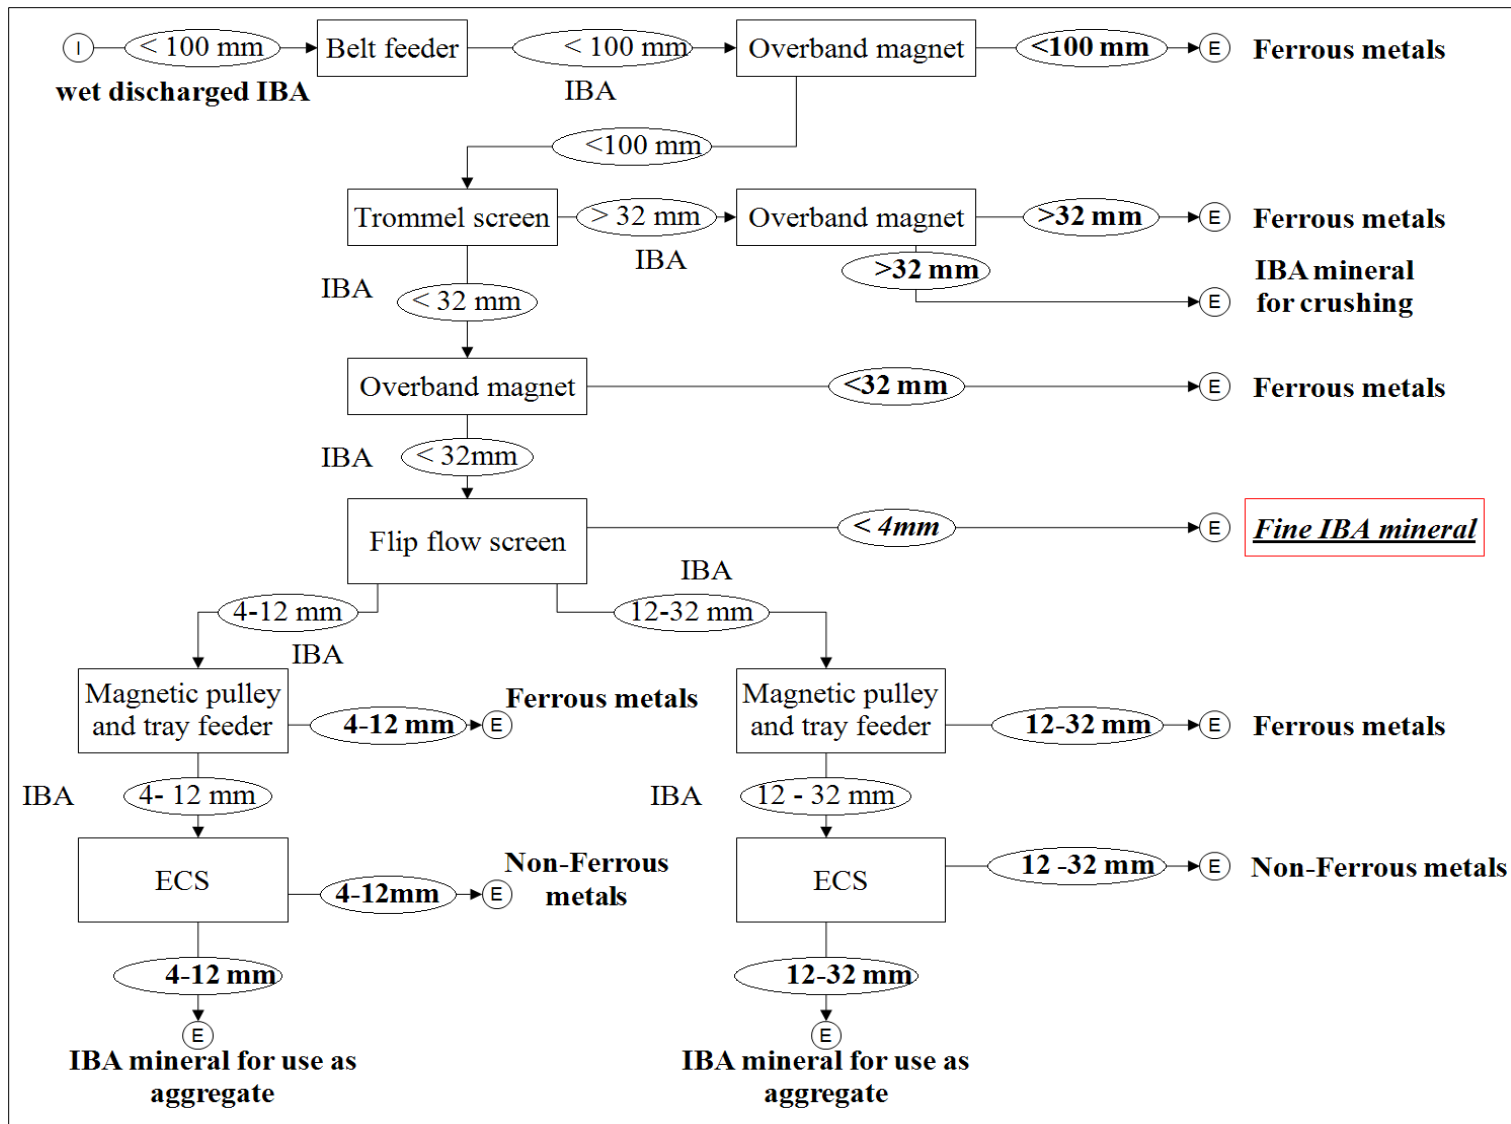 I
< 100 mm
Belt feeder
< 100 mm
Overband magnet
<100 mm
E
Ferrous metals
wet discharged IBA
IBA
<100 mm
Trommel screen
> 32 mm
Overband magnet
>32 mm
E
Ferrous metals
IBA
>32 mm
IBA mineral
for crushing
E
IBA
< 32 mm
Overband magnet
<32 mm
E
Ferrous metals
IBA
< 32mm
Flip flow screen
< 4mm
E
Fine IBA mineral
IBA
4-12 mm
12-32 mm
IBA
Magnetic pulley
and tray feeder
4-12 mm
E
Ferrous metals
Magnetic pulley
and tray feeder
12-32 mm
E
Ferrous metals
IBA
4- 12 mm
IBA
12 - 32 mm
ECS
4-12mm
E
Non-Ferrous
metals
ECS
12 -32 mm
E
Non-Ferrous metals
4-12 mm
12-32 mm
E
E
IBA mineral for use as
aggregate
IBA mineral for use as
aggregate